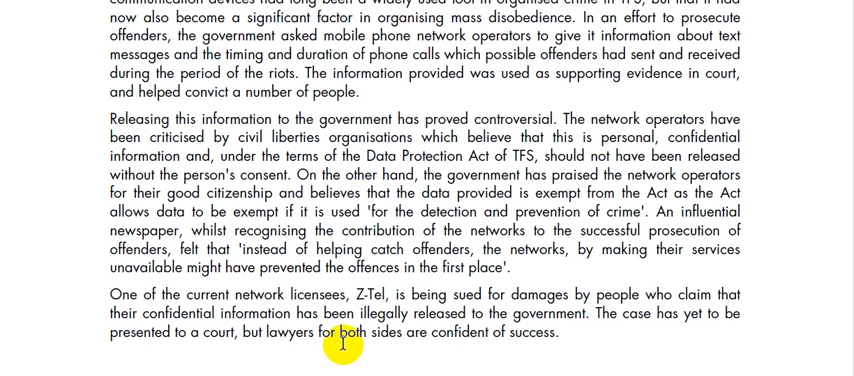 now also become a significant factor in organising mass disobedience. In an effort to prosecute
offenders, the government asked mobile phone network operators to give it information about text
messages and the timing and duration of phone calls which possible offenders had sent and received
during the period of the riots. The information provided was used as supporting evidence in court,
and helped convict a number of people.
Releasing this information to the government has proved controversial. The network operators have
been criticised by civil liberties organisations which believe that this is personal, confidential
information and, under the terms of the Data Protection Act of TFS, should not have been released
without the person's consent. On the other hand, the government has praised the network operators
for their good citizenship and believes that the data provided is exempt from the Act as the Act
allows data to be exempt if it is used 'for the detection and prevention of crime'. An influential
newspaper, whilst recognising the contribution of the networks to the successful prosecution of
offenders, felt that 'instead of helping catch offenders, the networks, by making their services
unavailable might have prevented the offences in the first place'.
One of the current network licensees, Z-Tel, is being sued for damages by people who claim that
their confidential information has been illegally released to the government. The case has yet to be
presented to a court, but lawyers for both sides are confident of success.